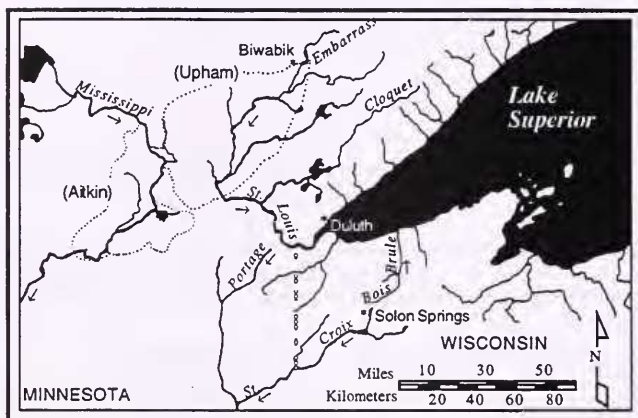 Biwabik
Embarrass
(Upham)
Mississippi
Cloquet
Lake
Superior
(Aitkin)
St. Louis
Duluth
Portage
Bois Brule
Solon Springs
St. Croix
WISCONSIN
N
Miles 10 30 50
Kilometers 20 40 60 80
MINNESOTA